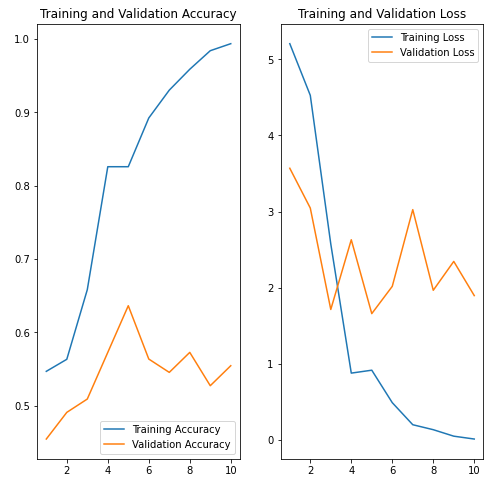 Training and Validation Accuracy
1.0
0.9
0.8
0.7
0.6
0.5
2 4 6 8 10
Training Accuracy
Validation Accuracy
Training and Validation Loss
5
4
3
2
1
0
2 4 6 8 10
Training Loss
Validation Loss